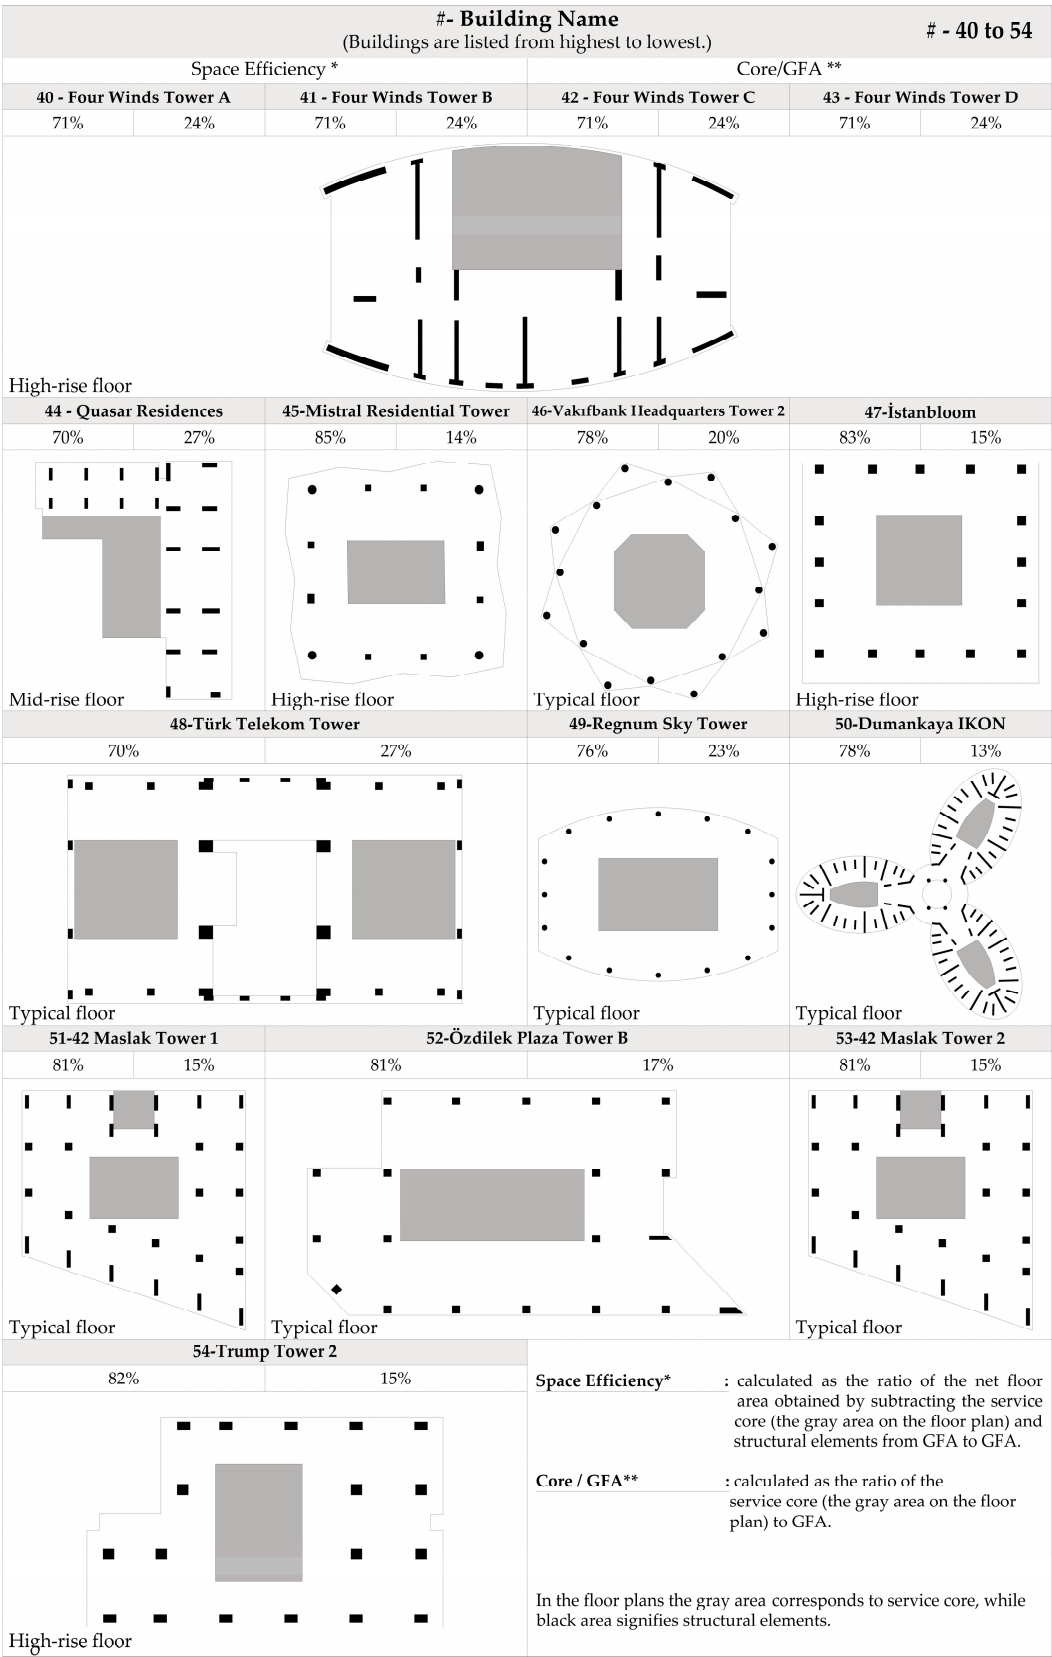 #- Building Name
(Buildings are listed from highest to lowest.)
# - 40 to 54
Space Efficiency *
Core/GFA **
40 - Four Winds Tower A
41 - Four Winds Tower B
42 - Four Winds Tower C
43 - Four Winds Tower D
71%
24%
71%
24%
71%
24%
71%
24%
High-rise floor
44 - Quasar Residences
45-Mistral Residential Tower
46-Vakıfbank Headquarters Tower 2
47-İstanbloom
70%
27%
85%
14%
78%
20%
83%
15%
Mid-rise floor
High-rise floor
Typical floor
High-rise floor
48-Türk Telekom Tower
49-Regnum Sky Tower
50-Dumankaya IKON
70%
27%
76%
23%
78%
13%
Typical floor
Typical floor
Typical floor
51-42 Maslak Tower 1
52-Özdilek Plaza Tower B
53-42 Maslak Tower 2
81%
15%
81%
17%
81%
15%
Typical floor
Typical floor
Typical floor
54-Trump Tower 2
82%
15%
High-rise floor
Space Efficiency* : calculated as the ratio of the net floor
area obtained by subtracting the service
core (the gray area on the floor plan) and
structural elements from GFA to GFA.
Core / GFA** : calculated as the ratio of the
service core (the gray area on the floor
plan) to GFA.
In the floor plans the gray area corresponds to service core, while
black area signifies structural elements.